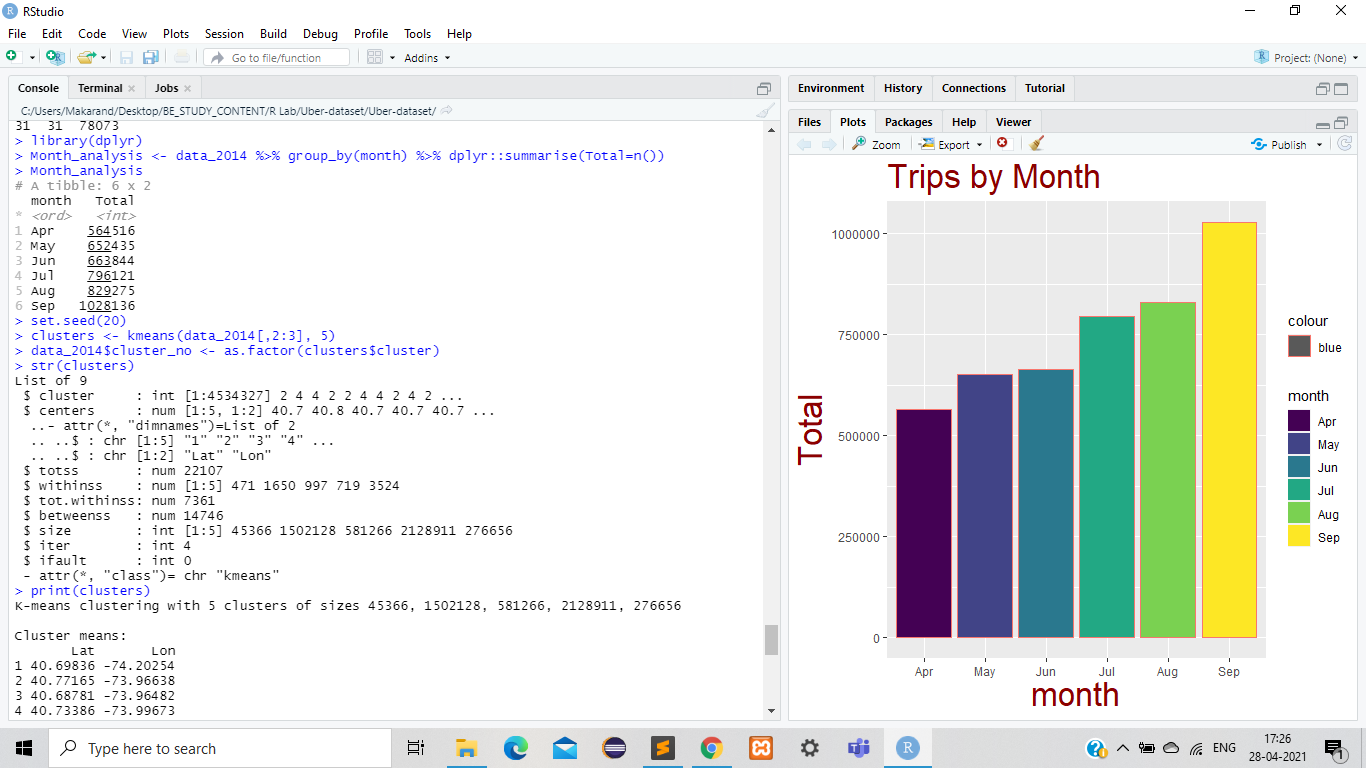 RStudio
File Edit Code View Plots Session Build Debug Profile Tools Help
Go to file/function Addins Project: (None)
Console Terminal Jobs
C:/Users/Makarand/Desktop/BE_STUDY_CONTENT/R Lab/Uber-dataset/Uber-dataset/
31 31 78073
> library(dplyr)
> Month_analysis <- data_2014 %>% group_by(month) %>% dplyr::summarise(Total=n())
> Month_analysis
# A tibble: 6 x 2
month Total
* <ord> <int>
1 Apr 564516
2 May 652435
3 Jun 663844
4 Jul 796121
5 Aug 829275
6 Sep 1028136
> set.seed(20)
> clusters <- kmeans(data_2014[,2:3], 5)
> data_2014$cluster_no <- as.factor(clusters$cluster)
> str(clusters)
List of 9
$ cluster : int [1:4534327] 2 4 4 2 2 4 4 2 4 2 ...
$ centers : num [1:5, 1:2] 40.7 40.8 40.7 40.7 40.7 ...
..- attr(*, "dimnames")=List of 2
.. ..$ : chr [1:5] "1" "2" "3" "4" ...
.. ..$ : chr [1:2] "Lat" "Lon"
$ totss : num 22107
$ withinss : num [1:5] 471 1650 997 719 3524
$ tot.withinss: num 7361
$ betweenss : num 14746
$ size : int [1:5] 45366 1502128 581266 2128911 276656
$ iter : int 4
$ ifault : int 0
- attr(*, "class")= chr "kmeans"
> print(clusters)
K-means clustering with 5 clusters of sizes 45366, 1502128, 581266, 2128911, 276656
Cluster means:
Lat Lon
1 40.69836 -74.20254
2 40.77165 -73.96638
3 40.68781 -73.96482
4 40.73386 -73.99673
Environment History Connections Tutorial
Files Plots Packages Help Viewer
Zoom Export Publish
Trips by Month
Total
1000000
750000
500000
250000
0
Apr May Jun Jul Aug Sep
month
colour
blue
month
Apr
May
Jun
Jul
Aug
Sep
Type here to search
ENG
17:26
28-04-2021
1